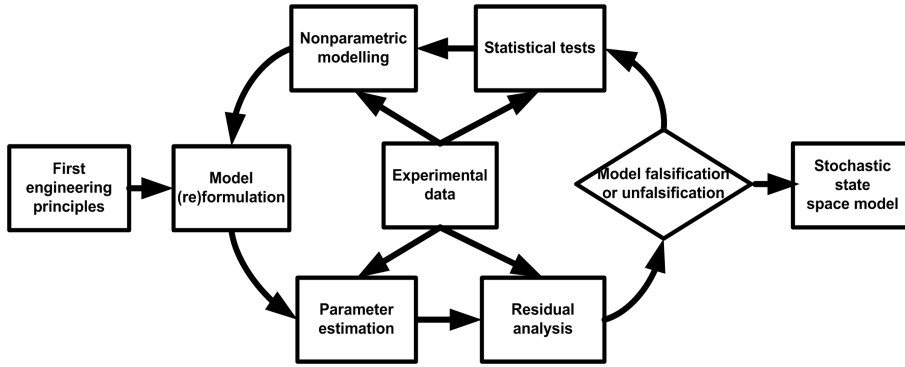 Nonparametric
modelling
Statistical tests
First
engineering
principles
Model
(re)formulation
Experimental
data
Model falsification
or unfalsification
Stochastic
state
space model
Parameter
estimation
Residual
analysis